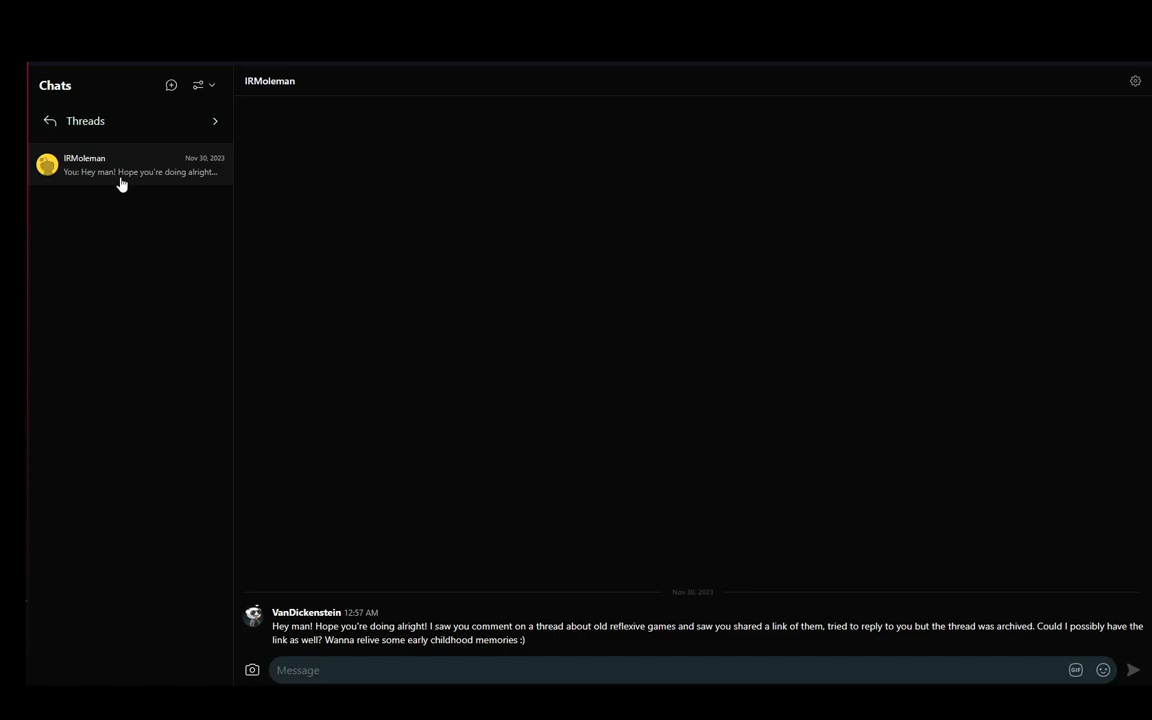 Chats
Threads
IRMoleman
Nov 30, 2023
You: Hey man! Hope you're doing alright...
IRMoleman
Nov 30, 2023
VanDickenstein 12:57 AM
Hey man! Hope you're doing alright! I saw you comment on a thread about old reflexive games and saw you shared a link of them, tried to reply to you but the thread was archived. Could I possibly have the
link as well? Wanna relive some early childhood memories :)
Message
GIF